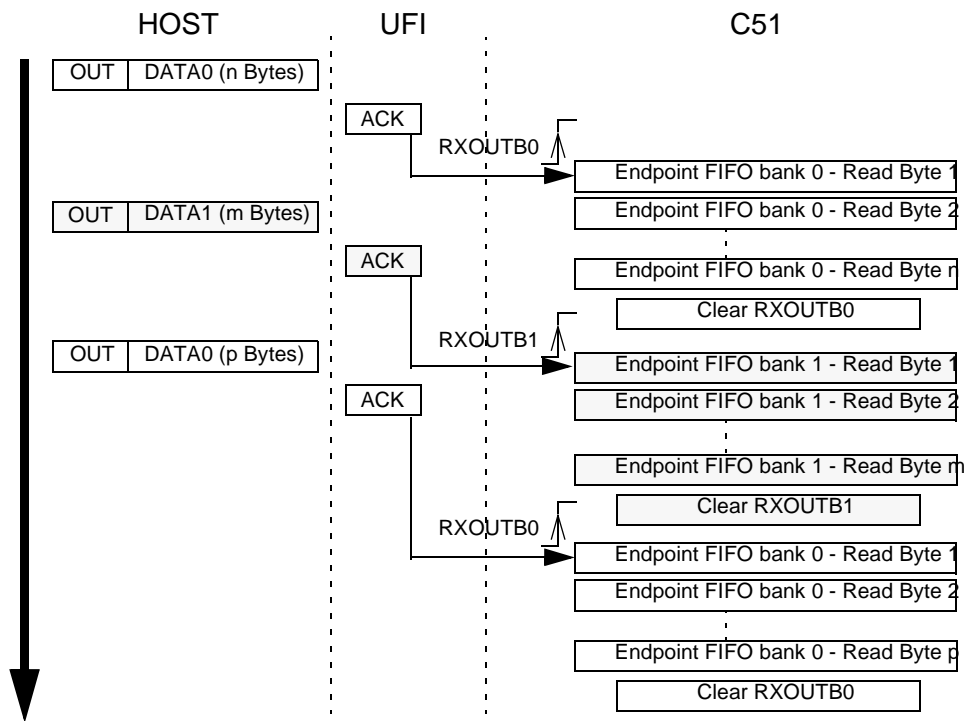 HOST UFI C51
OUT DATA0 (n Bytes)
ACK
RXOUTB0
Endpoint FIFO bank 0 - Read Byte 1
OUT DATA1 (m Bytes)
Endpoint FIFO bank 0 - Read Byte 2
ACK
Endpoint FIFO bank 0 - Read Byte n
Clear RXOUTB0
RXOUTB1
OUT DATA0 (p Bytes)
Endpoint FIFO bank 1 - Read Byte 1
ACK
Endpoint FIFO bank 1 - Read Byte 2
Endpoint FIFO bank 1 - Read Byte m
Clear RXOUTB1
RXOUTB0
Endpoint FIFO bank 0 - Read Byte 1
Endpoint FIFO bank 0 - Read Byte 2
Endpoint FIFO bank 0 - Read Byte p
Clear RXOUTB0